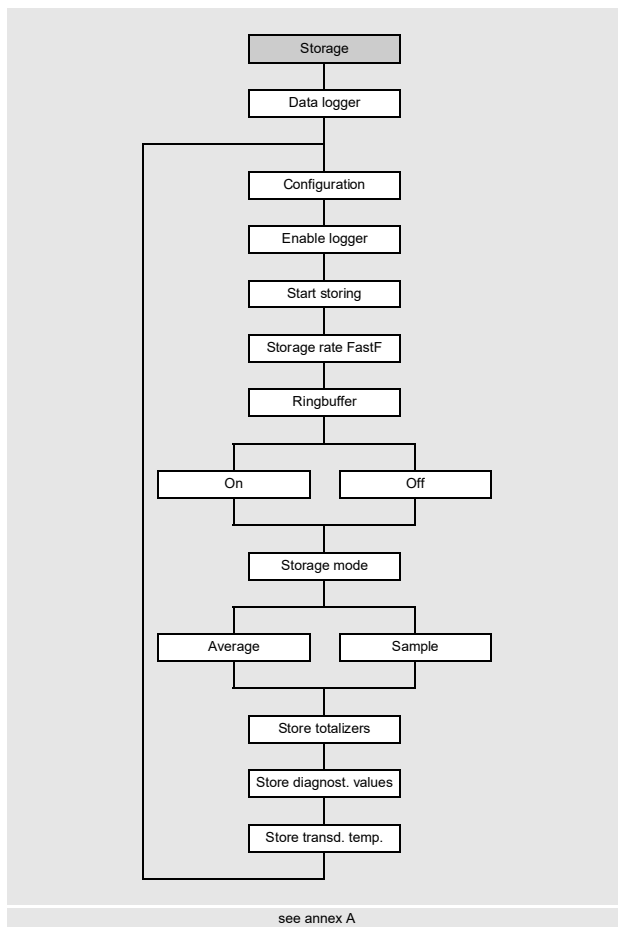 Storage
Data logger
Configuration
Enable logger
Start storing
Storage rate FastF
Ringbuffer
On
Off
Storage mode
Average
Sample
Store totalizers
Store diagnost. values
Store transd. temp.
see annex A